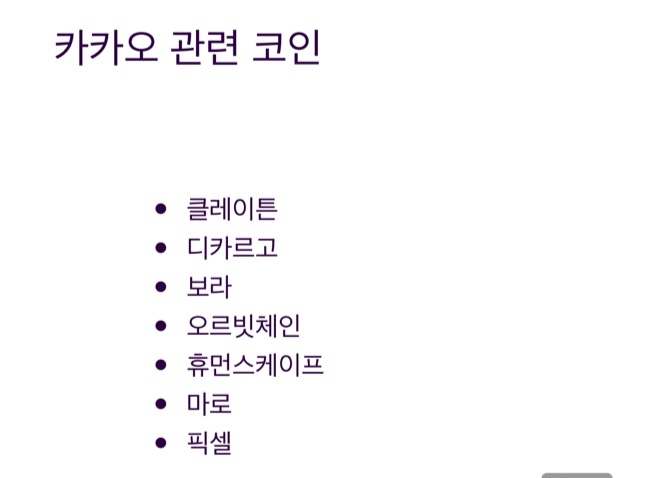 카카오 관련 코인
• 클레이튼
• 디카르고
• 보라
• 오르빗체인
• 휴먼스케이프
• 마로
• 픽셀